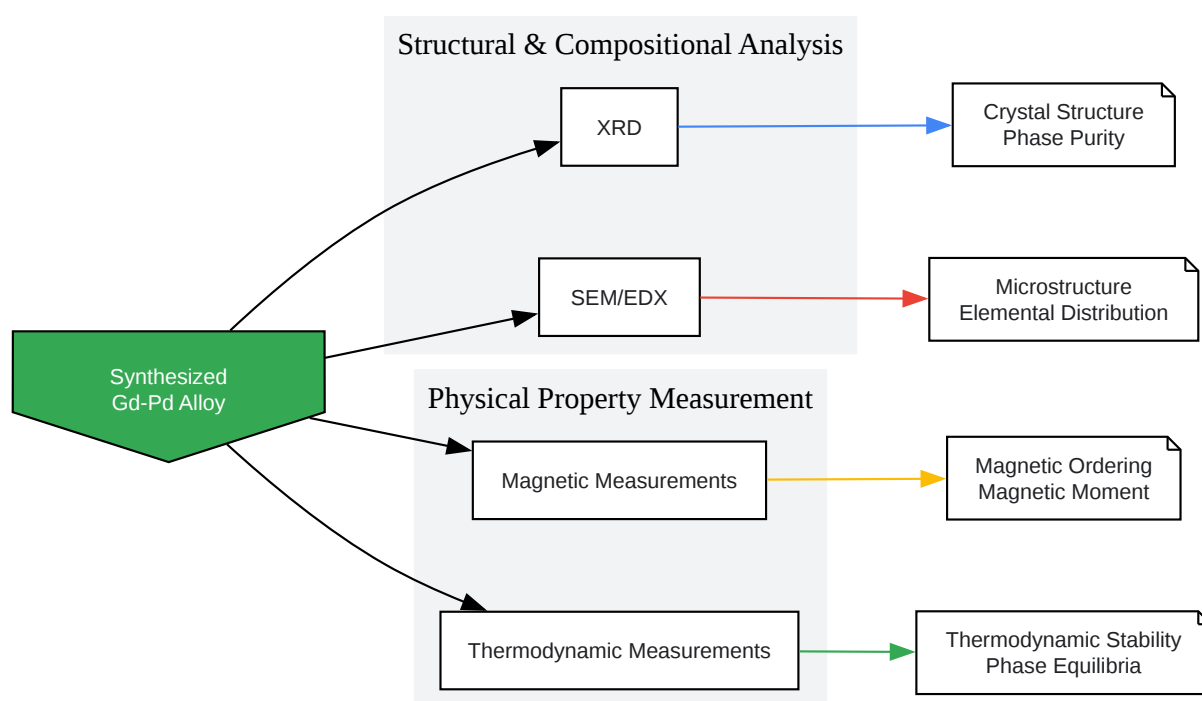 Structural & Compositional Analysis
XRD
Crystal Structure
Phase Purity
SEM/EDX
Microstructure
Elemental Distribution
Synthesized
Gd-Pd Alloy
Physical Property Measurement
Magnetic Measurements
Magnetic Ordering
Magnetic Moment
Thermodynamic Measurements
Thermodynamic Stability
Phase Equilibria